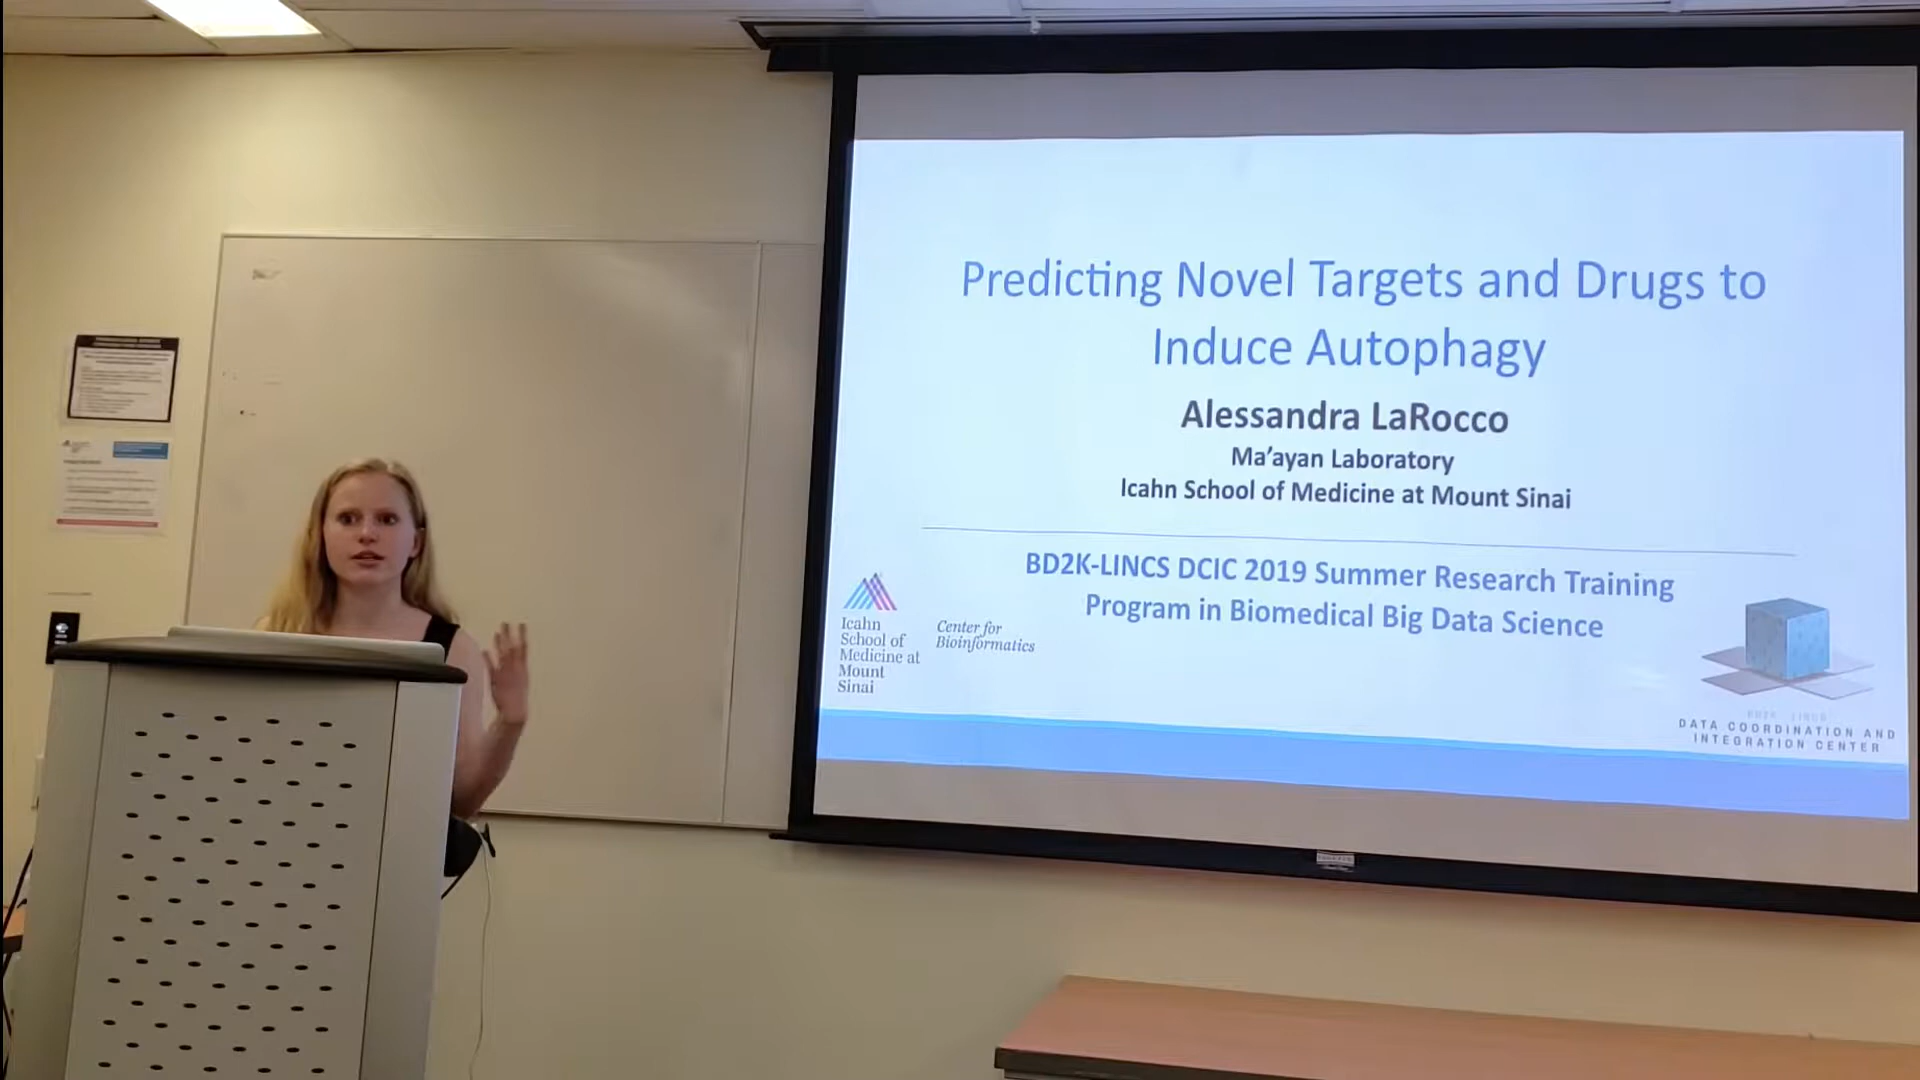 Predicting Novel Targets and Drugs to
Induce Autophagy
Alessandra LaRocco
Ma'ayan Laboratory
Icahn School of Medicine at Mount Sinai
BD2K-LINCS DCIC 2019 Summer Research Training
Program in Biomedical Big Data Science
Icahn
School of
Medicine at
Mount
Sinai
Center for
Bioinformatics
BD2K LINCS
DATA COORDINATION AND
INTEGRATION CENTER